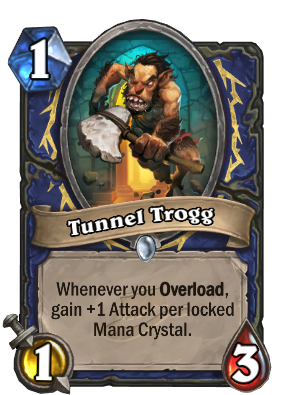 1
Tunnel Trogg
Whenever you Overload,
gain +1 Attack per locked
Mana Crystal.
1
3